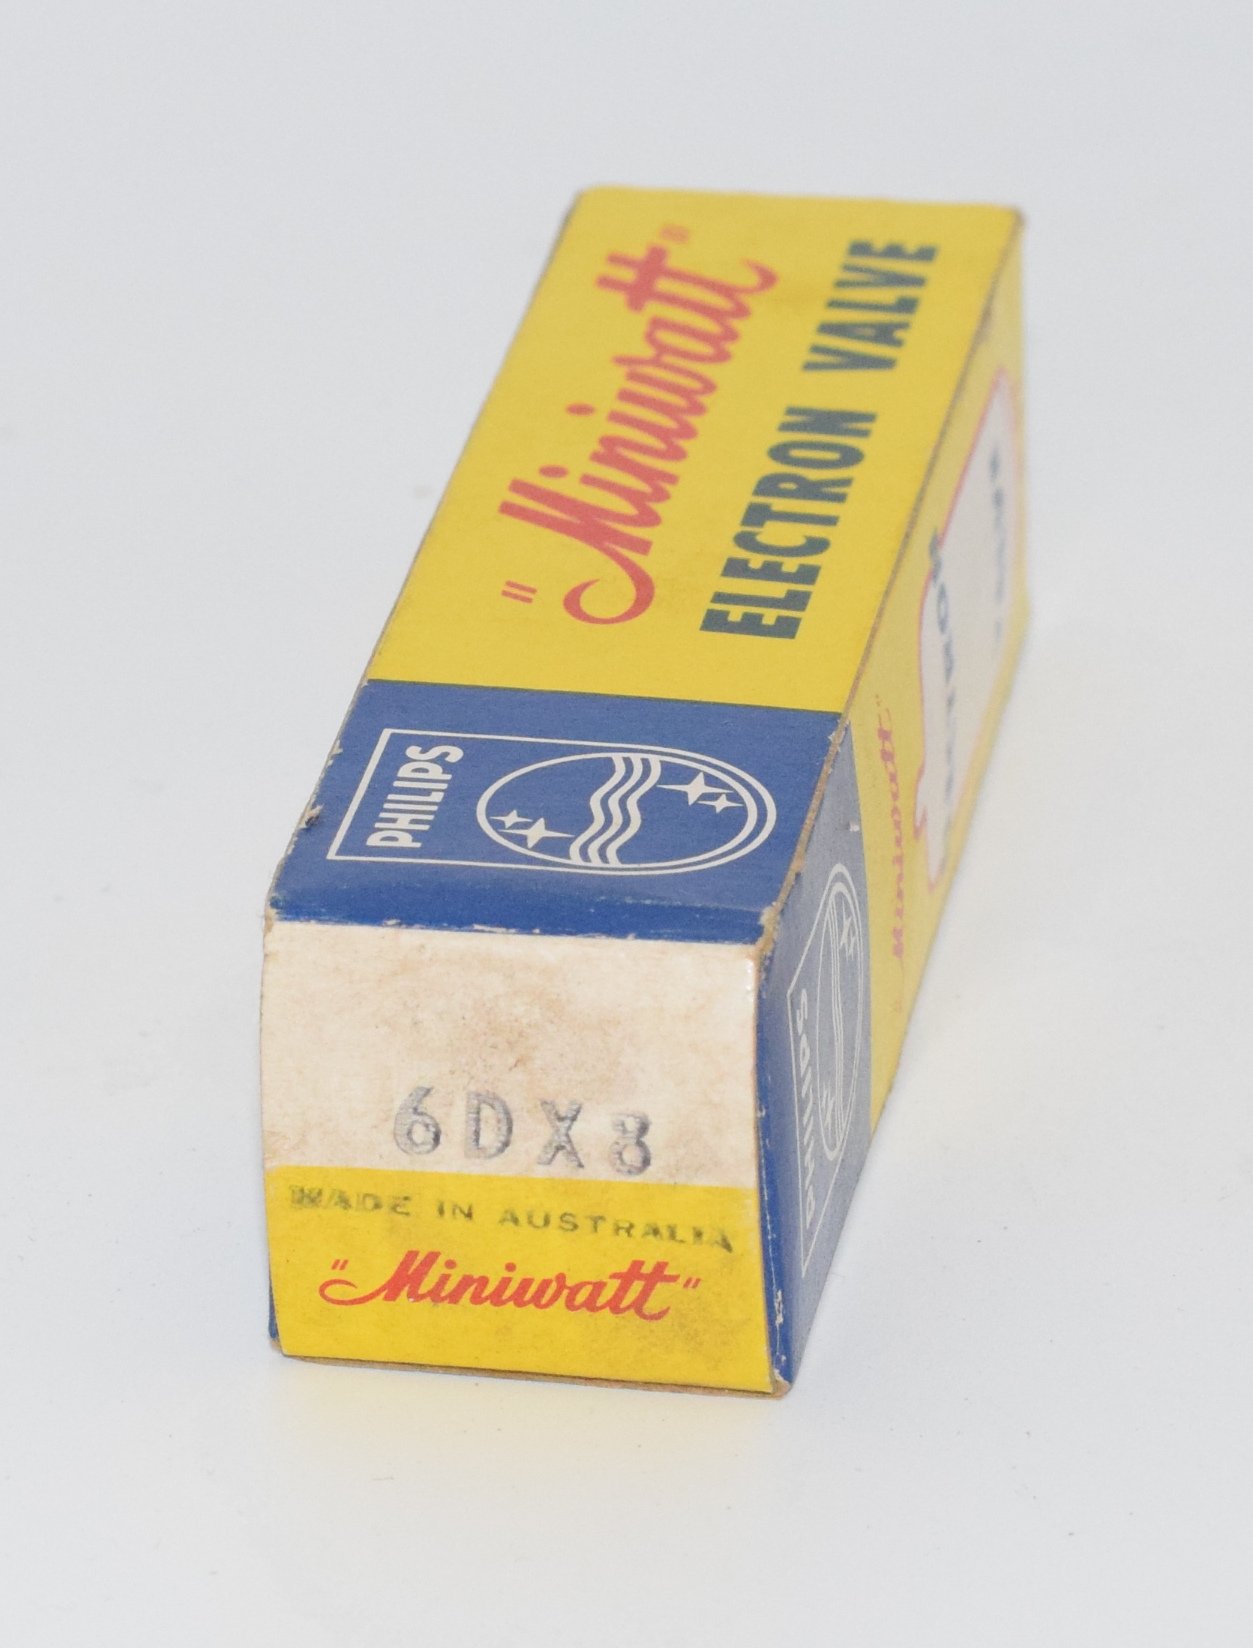 "Miniwatt"
ELECTRON VALVE
PHILIPS
6DX8
MADE IN AUSTRALIA
"Miniwatt"
PHILIPS
"Miniwatt"